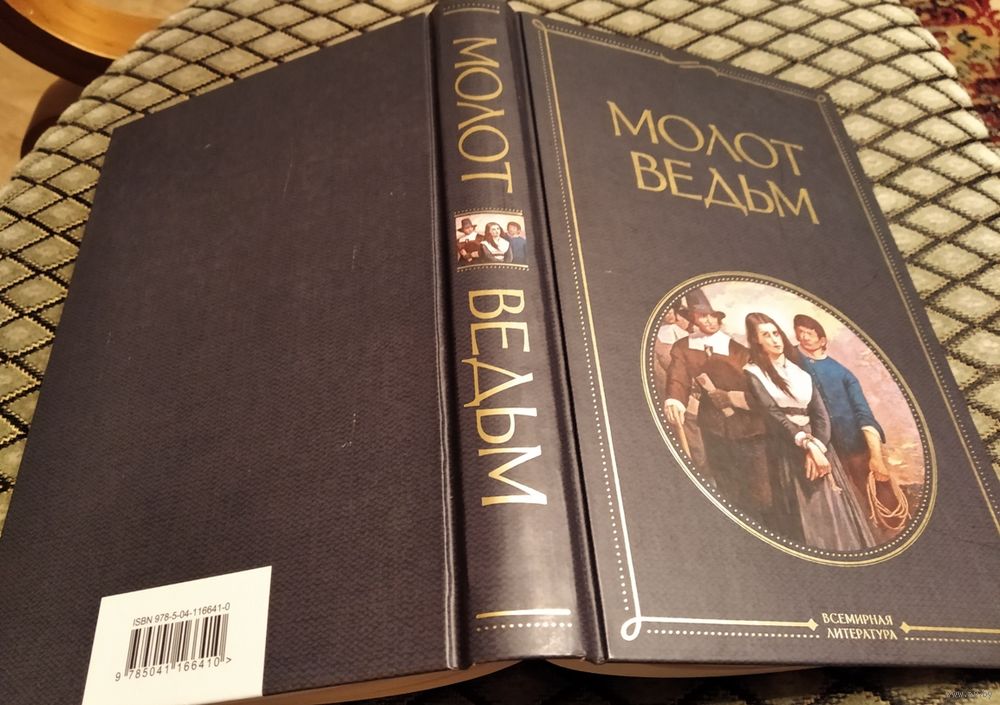 МОЛОТ ВЕДЬМ
МОЛОТ
ВЕДЬМ
ВСЕМИРНАЯ
ЛИТЕРАТУРА
ISBN 978-5-04-116641-0
9 785041 166410 >